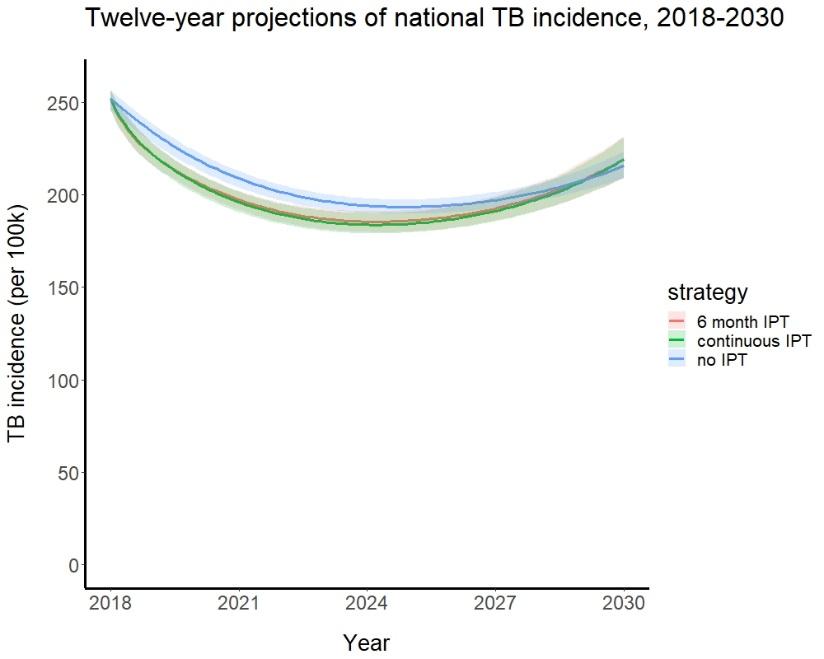 Twelve-year projections of national TB incidence, 2018-2030
TB incidence (per 100k)
250
200
150
100
50
0
2018 2021 2024 2027 2030
Year
strategy
6 month IPT
continuous IPT
no IPT